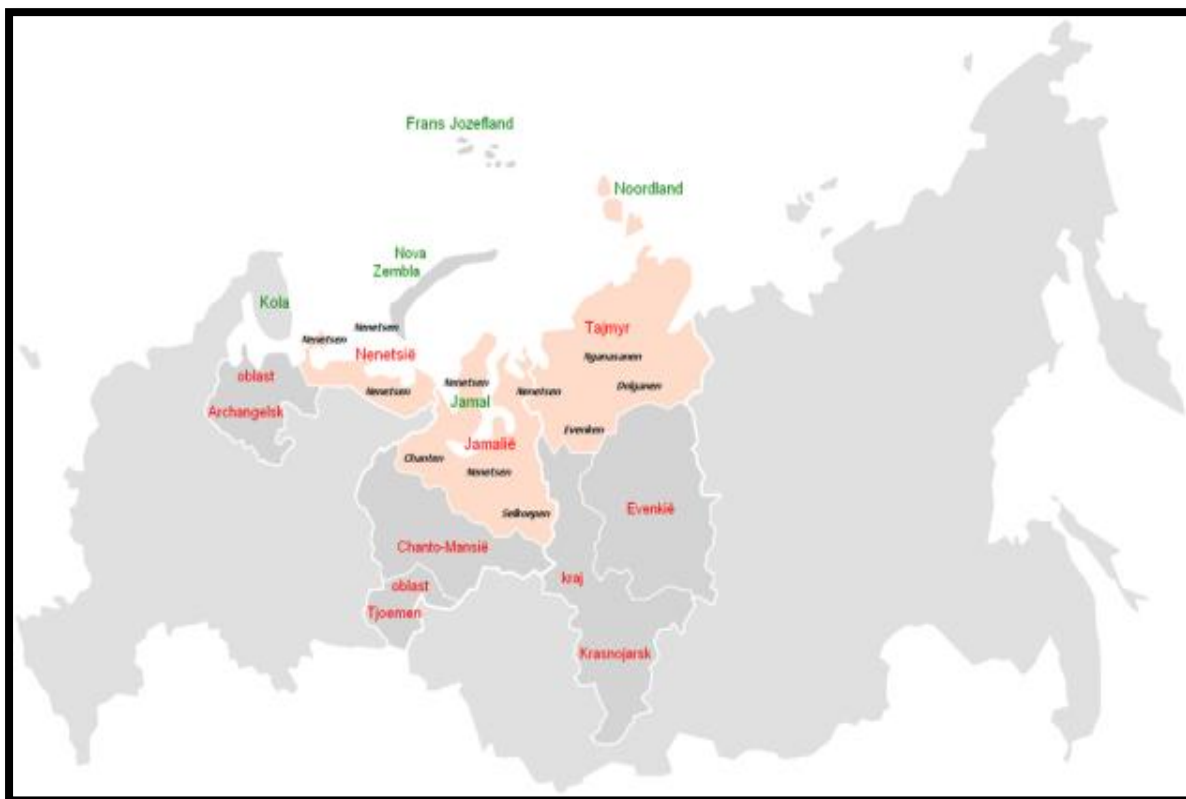 Frans Jozefland
Noordland
Nova
Zembla
Kola
Nenetsen
Nenetsen
Tajmyr
Nenetsië
Nganasanen
oblast
Nenetsen
Nenetsen
Nenetsen
Dolganen
Jamal
Archangelsk
Evenken
Jamalië
Chanten
Nenetsen
Selkoepen
Evenkië
Chanto-Mansië
kraj
oblast
Tjoemen
Krasnojarsk